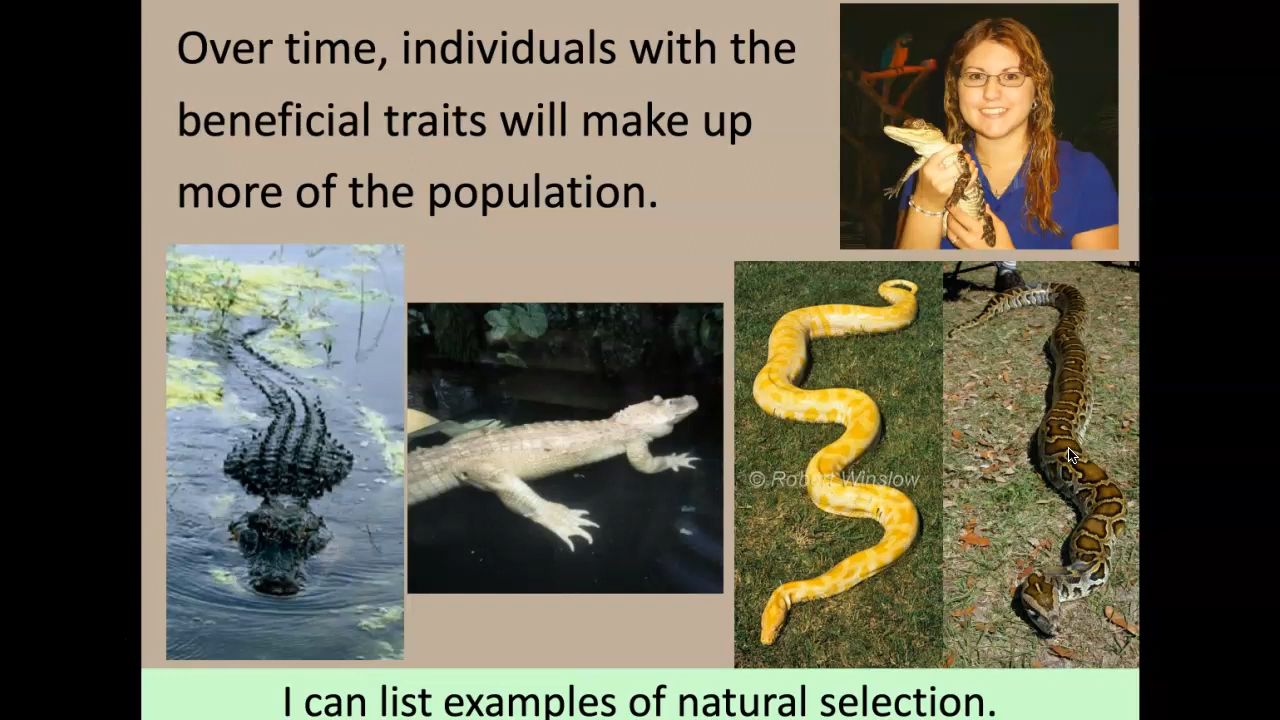 Over time, individuals with the
beneficial traits will make up
more of the population.
© Robert Winslow
I can list examples of natural selection.